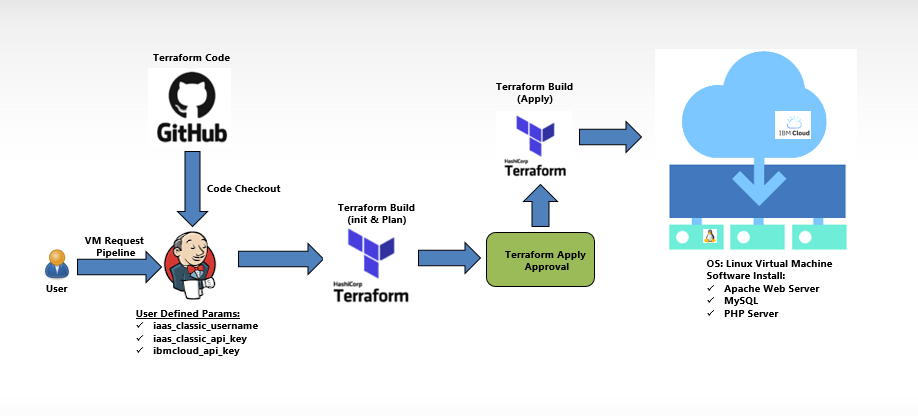 Terraform Code
GitHub
Code Checkout
VM Request
Pipeline
User
User Defined Params:
✓ iaas_classic_username
✓ iaas_classic_api_key
✓ ibmcloud_api_key
Terraform Build
(init & Plan)
HashiCorp
Terraform
Terraform Apply
Approval
Terraform Build
(Apply)
HashiCorp
Terraform
IBM Cloud
OS: Linux Virtual Machine
Software Install:
✓ Apache Web Server
✓ MySQL
✓ PHP Server